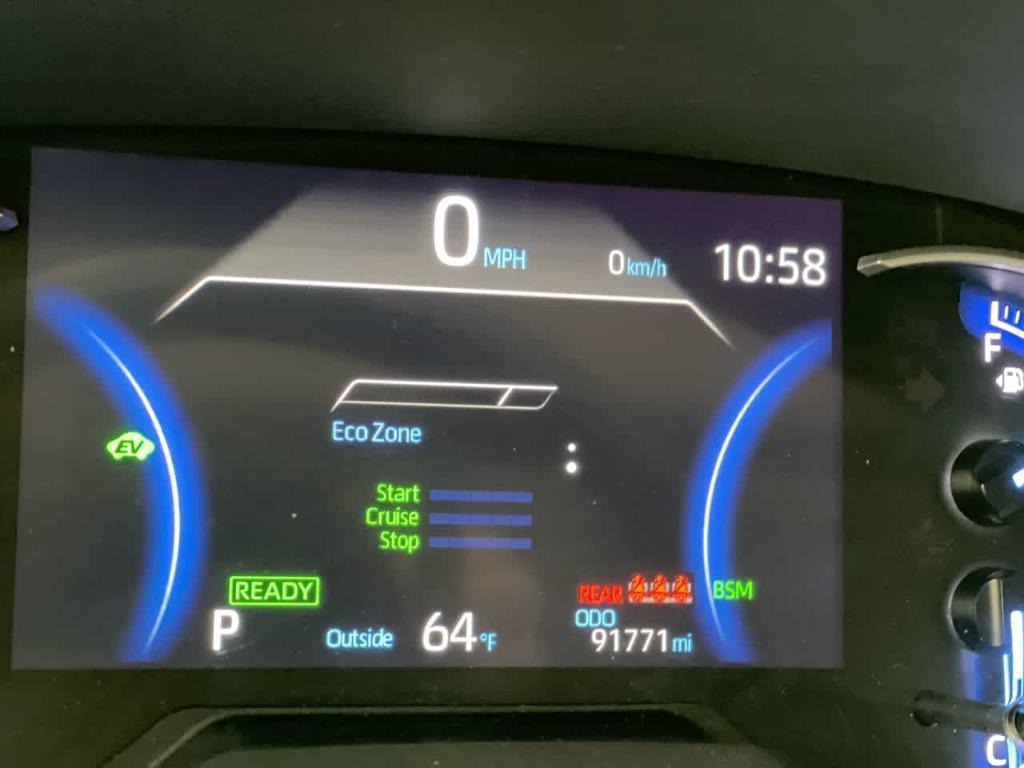 0 MPH
0 km/h
10:58
F
Eco Zone
EV
Start
Cruise
Stop
READY
REAR
BSM
P
Outside 64 °F
ODO
91771 mi
C